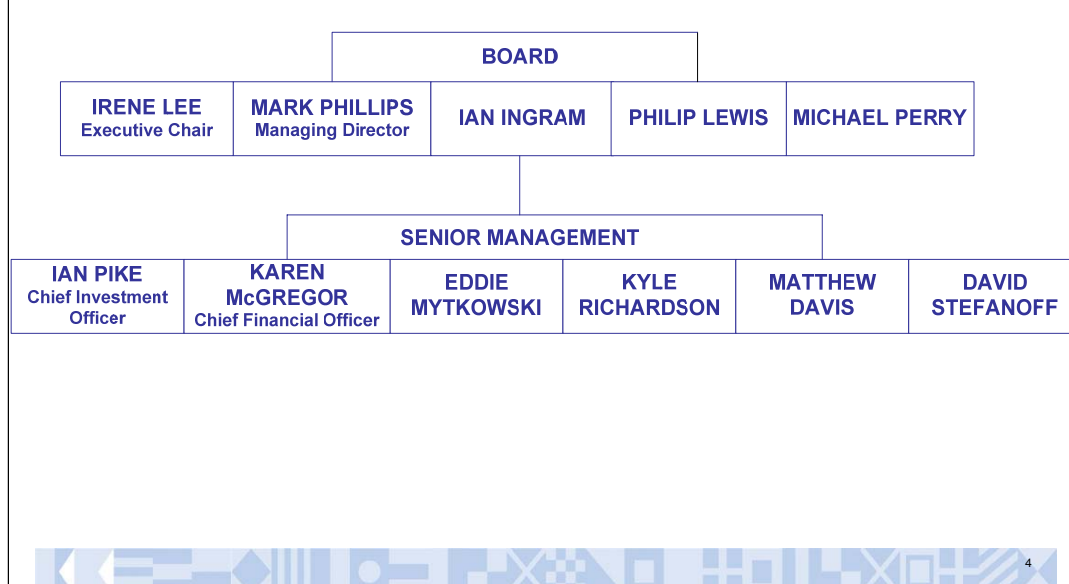 BOARD
IRENE LEE
Executive Chair
MARK PHILLIPS
Managing Director
IAN INGRAM
PHILIP LEWIS
MICHAEL PERRY
SENIOR MANAGEMENT
IAN PIKE
Chief Investment
Officer
KAREN
McGREGOR
Chief Financial Officer
EDDIE
MYTKOWSKI
KYLE
RICHARDSON
MATTHEW
DAVIS
DAVID
STEFANOFF
4